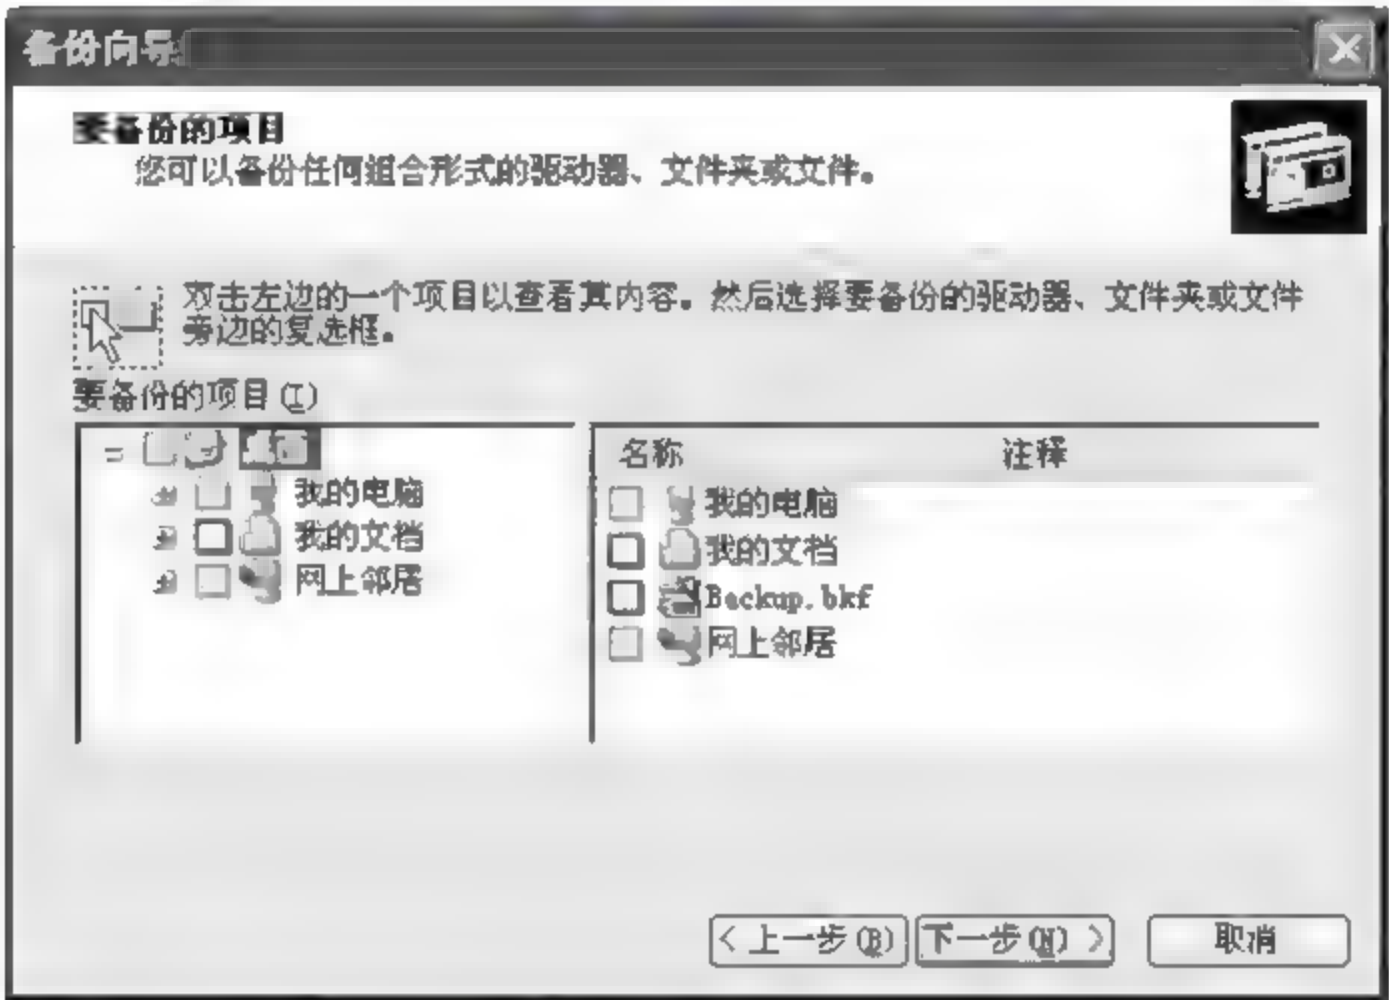 备份向导
要备份的项目
您可以备份任何组合形式的驱动器、文件夹或文件。
双击左边的一个项目以查看其内容。然后选择要备份的驱动器、文件夹或文件
旁边的复选框。
要备份的项目(I)
我的电脑
我的文档
网上邻居
名称 注释
我的电脑
我的文档
Backup.bkf
网上邻居
< 上一步(B) 下一步(N) > 取消